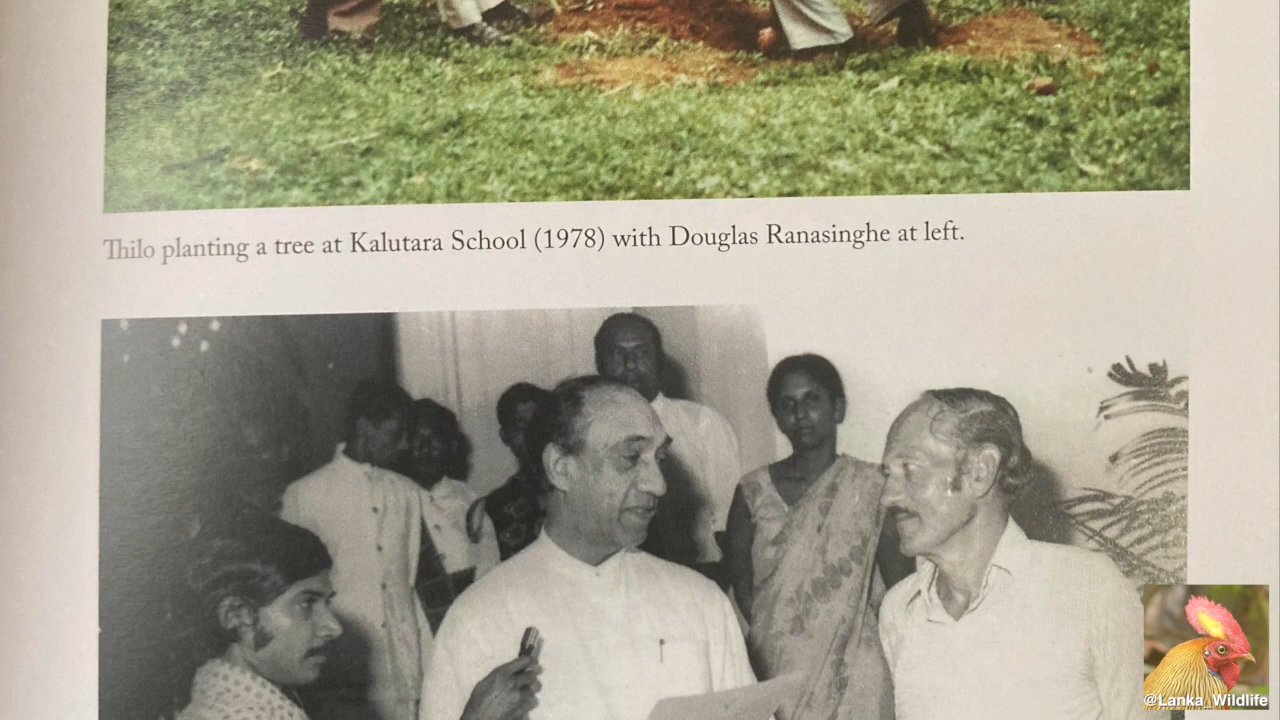 Thilo planting a tree at Kalutara School (1978) with Douglas Ranasinghe at left.
@Lanka_Wildlife